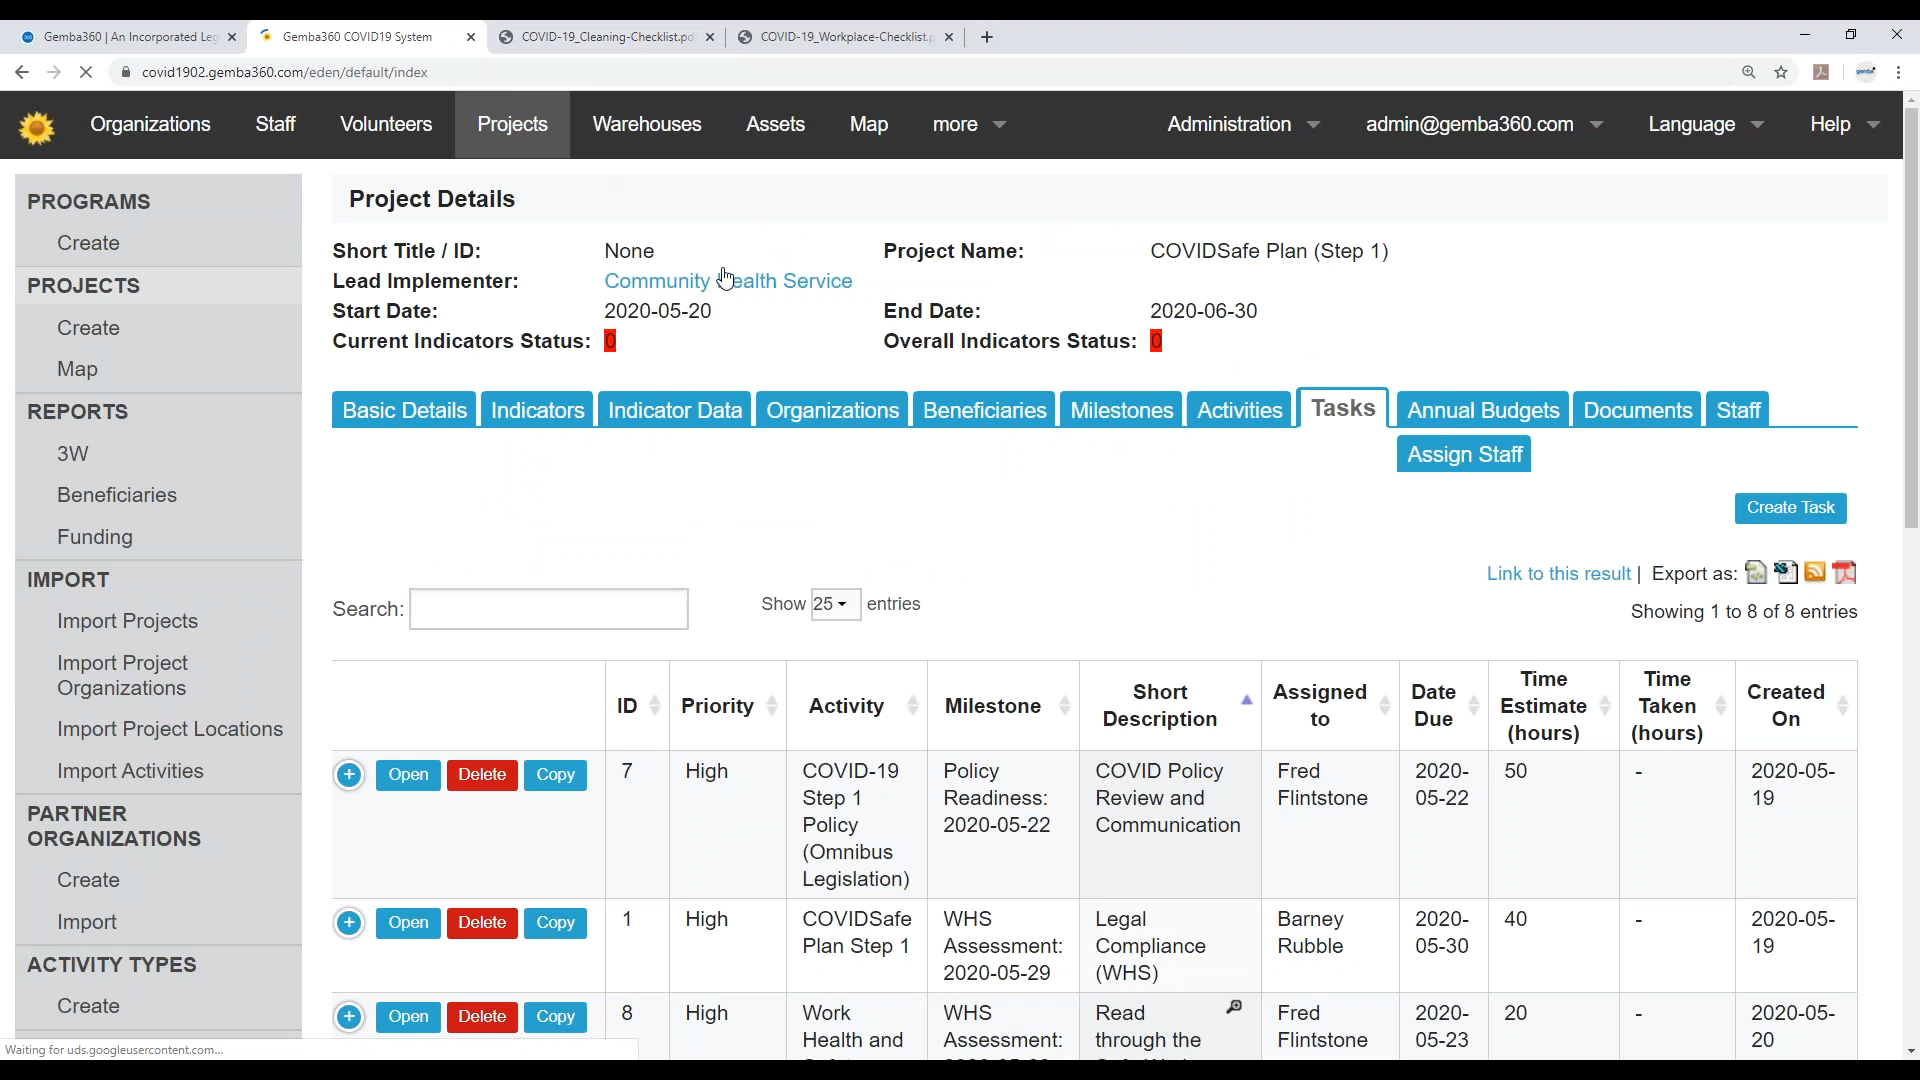 Gemba360 | An Incorporated Leg
Gemba360 COVID19 System
COVID-19_Cleaning-Checklist.pd
COVID-19_Workplace-Checklist.p
covid1902.gemba360.com/eden/default/index
Organizations Staff Volunteers Projects Warehouses Assets Map more Administration admin@gemba360.com Language Help
PROGRAMS
Create
PROJECTS
Create
Map
REPORTS
3W
Beneficiaries
Funding
IMPORT
Import Projects
Import Project
Organizations
Import Project Locations
Import Activities
PARTNER
ORGANIZATIONS
Create
Import
ACTIVITY TYPES
Create
Project Details
Short Title / ID: None Project Name: COVIDSafe Plan (Step 1)
Lead Implementer: Community Health Service
Start Date: 2020-05-20 End Date: 2020-06-30
Current Indicators Status: 0 Overall Indicators Status: 0
Basic Details Indicators Indicator Data Organizations Beneficiaries Milestones Activities Tasks Annual Budgets Documents Staff
Assign Staff
Create Task
Link to this result | Export as:
Search: Show 25 entries
Showing 1 to 8 of 8 entries
ID Priority Activity Milestone Short
Description Assigned
to Date
Due Time
Estimate
(hours) Time
Taken
(hours) Created
On
Open Delete Copy 7 High COVID-19
Step 1
Policy
(Omnibus
Legislation) Policy
Readiness:
2020-05-22 COVID Policy
Review and
Communication Fred
Flintstone 2020-
05-22 50 - 2020-05-
19
Open Delete Copy 1 High COVIDSafe
Plan Step 1 WHS
Assessment:
2020-05-29 Legal
Compliance
(WHS) Barney
Rubble 2020-
05-30 40 - 2020-05-
19
Open Delete Copy 8 High Work
Health and WHS
Assessment: Read
through the Fred
Flintstone 2020-
05-23 20 - 2020-05-
20
Waiting for uds.googleusercontent.com...